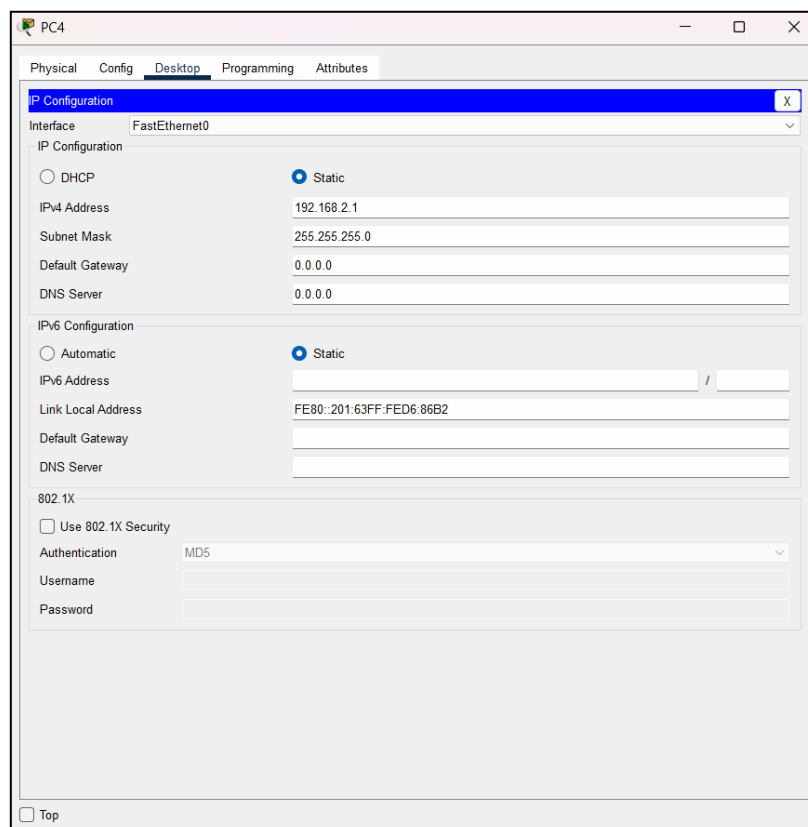 PC4
Physical Config Desktop Programming Attributes
IP Configuration X
Interface FastEthernet0
IP Configuration
DHCP Static
IPv4 Address 192.168.2.1
Subnet Mask 255.255.255.0
Default Gateway 0.0.0.0
DNS Server 0.0.0.0
IPv6 Configuration
Automatic Static
IPv6 Address /
Link Local Address FE80::201:63FF:FED6:86B2
Default Gateway
DNS Server
802.1X
Use 802.1X Security
Authentication MD5
Username
Password
Top